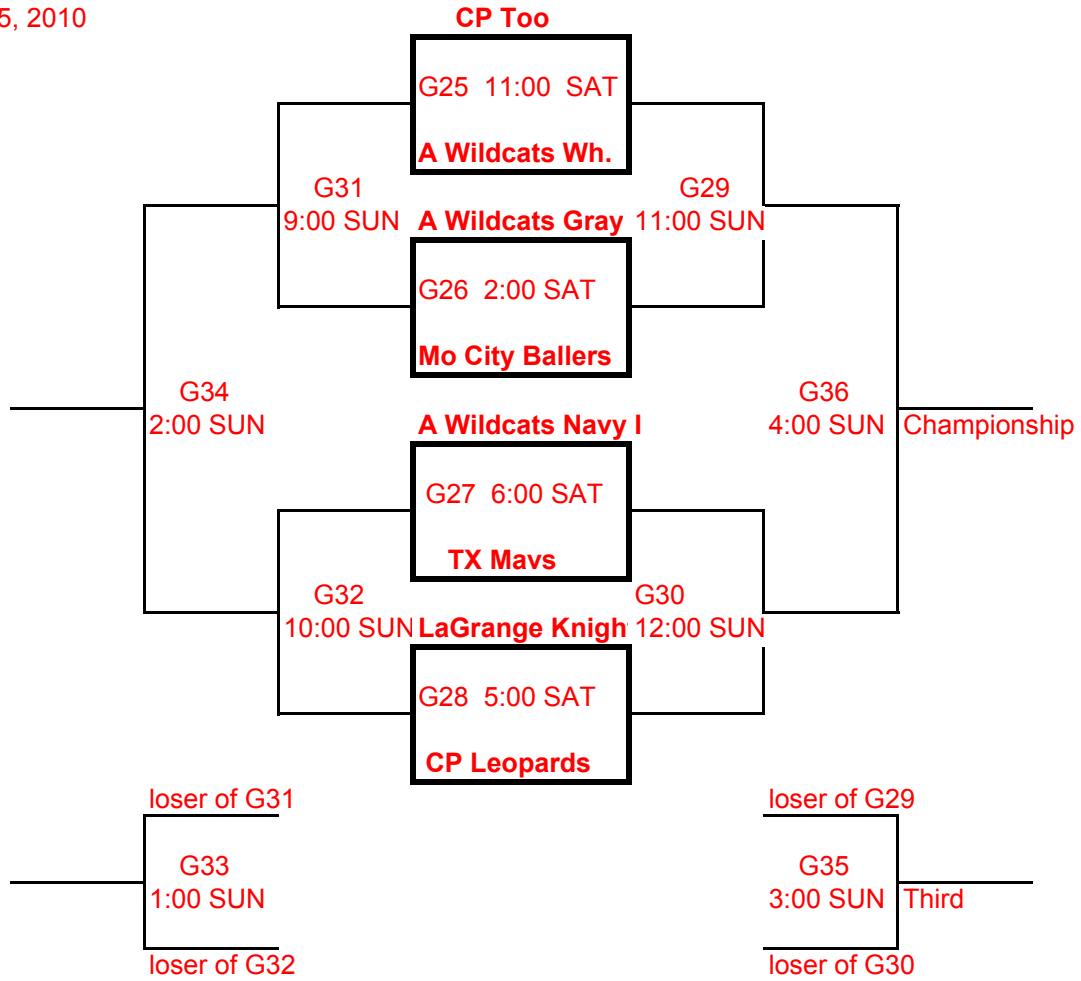 5, 2010
CP Too
G25 11:00 SAT
A Wildcats Wh.
G31
9:00 SUN
G29
11:00 SUN
A Wildcats Gray
G26 2:00 SAT
Mo City Ballers
G34
2:00 SUN
G36
4:00 SUN
Championship
A Wildcats Navy I
G27 6:00 SAT
TX Mavs
G32
10:00 SUN
G30
12:00 SUN
LaGrange Knigh
G28 5:00 SAT
CP Leopards
loser of G31
G33
1:00 SUN
loser of G32
loser of G29
G35
3:00 SUN
Third
loser of G30